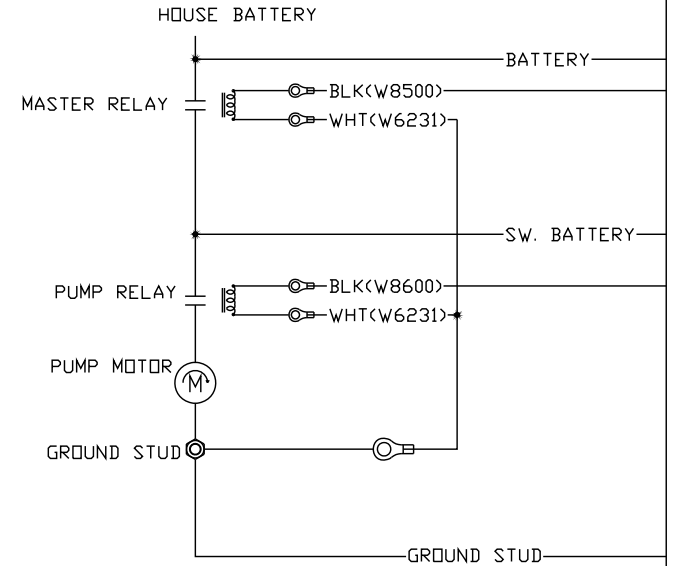 HOUSE BATTERY
BATTERY
BLK(W8500)
MASTER RELAY
WHT(W6231)
SW. BATTERY
BLK(W8600)
PUMP RELAY
WHT(W6231)
PUMP MOTOR
M
GROUND STUD
GROUND STUD